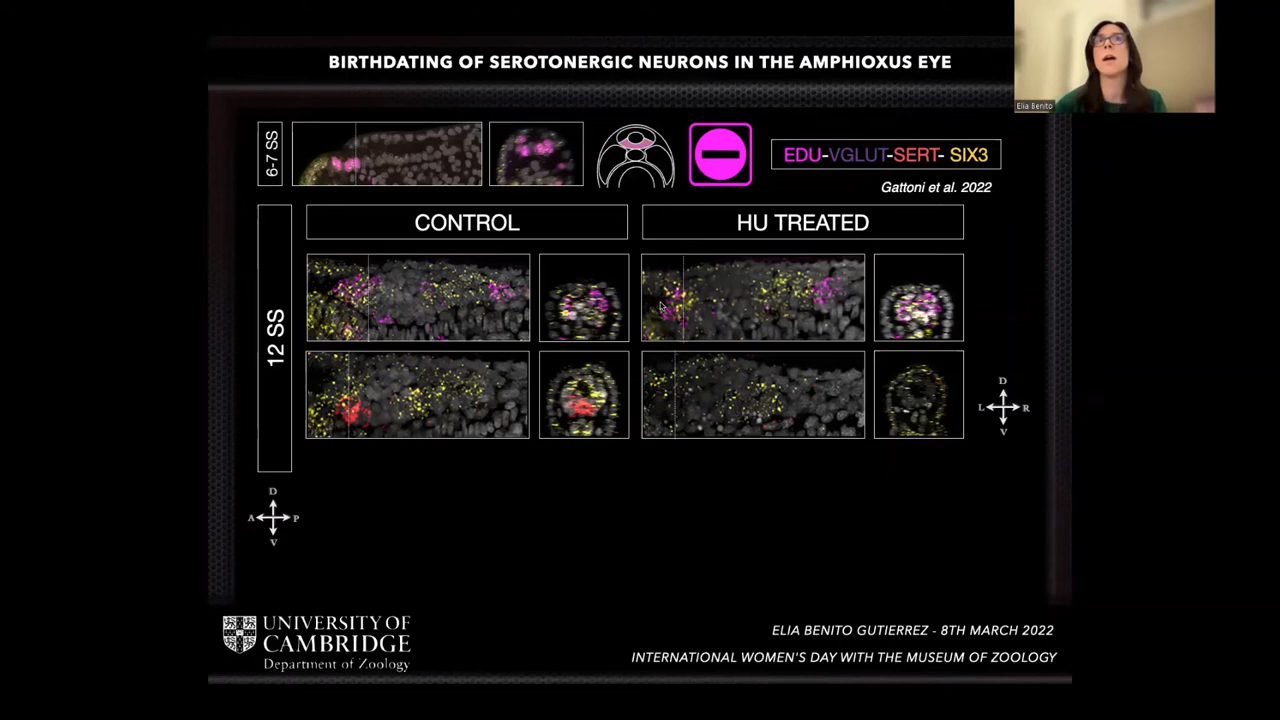 BIRTHDATING OF SEROTONERGIC NEURONS IN THE AMPHIOXUS EYE
Elia Benito
6-7 SS
EDU-VGLUT-SERT- SIX3
Gattoni et al. 2022
CONTROL
HU TREATED
12 SS
D
L R
V
D
A P
V
UNIVERSITY OF
CAMBRIDGE
Department of Zoology
ELIA BENITO GUTIERREZ - 8TH MARCH 2022
INTERNATIONAL WOMEN'S DAY WITH THE MUSEUM OF ZOOLOGY